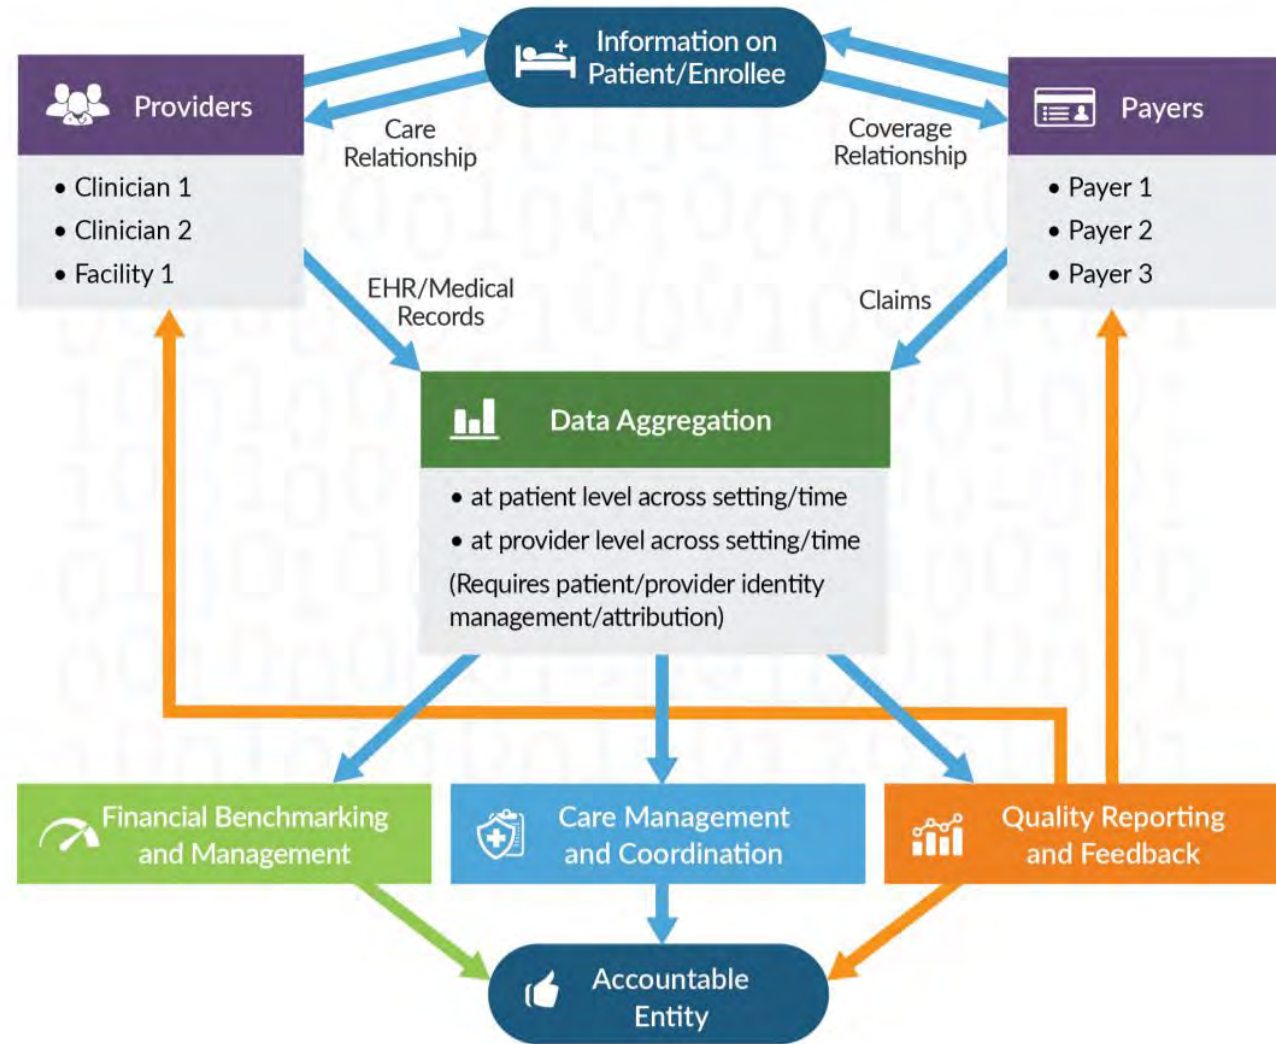 Information on
Patient/Enrollee
Providers
Payers
Care
Relationship
Coverage
Relationship
• Clinician 1
• Clinician 2
• Facility 1
• Payer 1
• Payer 2
• Payer 3
EHR/Medical
Records
Claims
Data Aggregation
• at patient level across setting/time
• at provider level across setting/time
(Requires patient/provider identity
management/attribution)
Financial Benchmarking
and Management
Care Management
and Coordination
Quality Reporting
and Feedback
Accountable
Entity